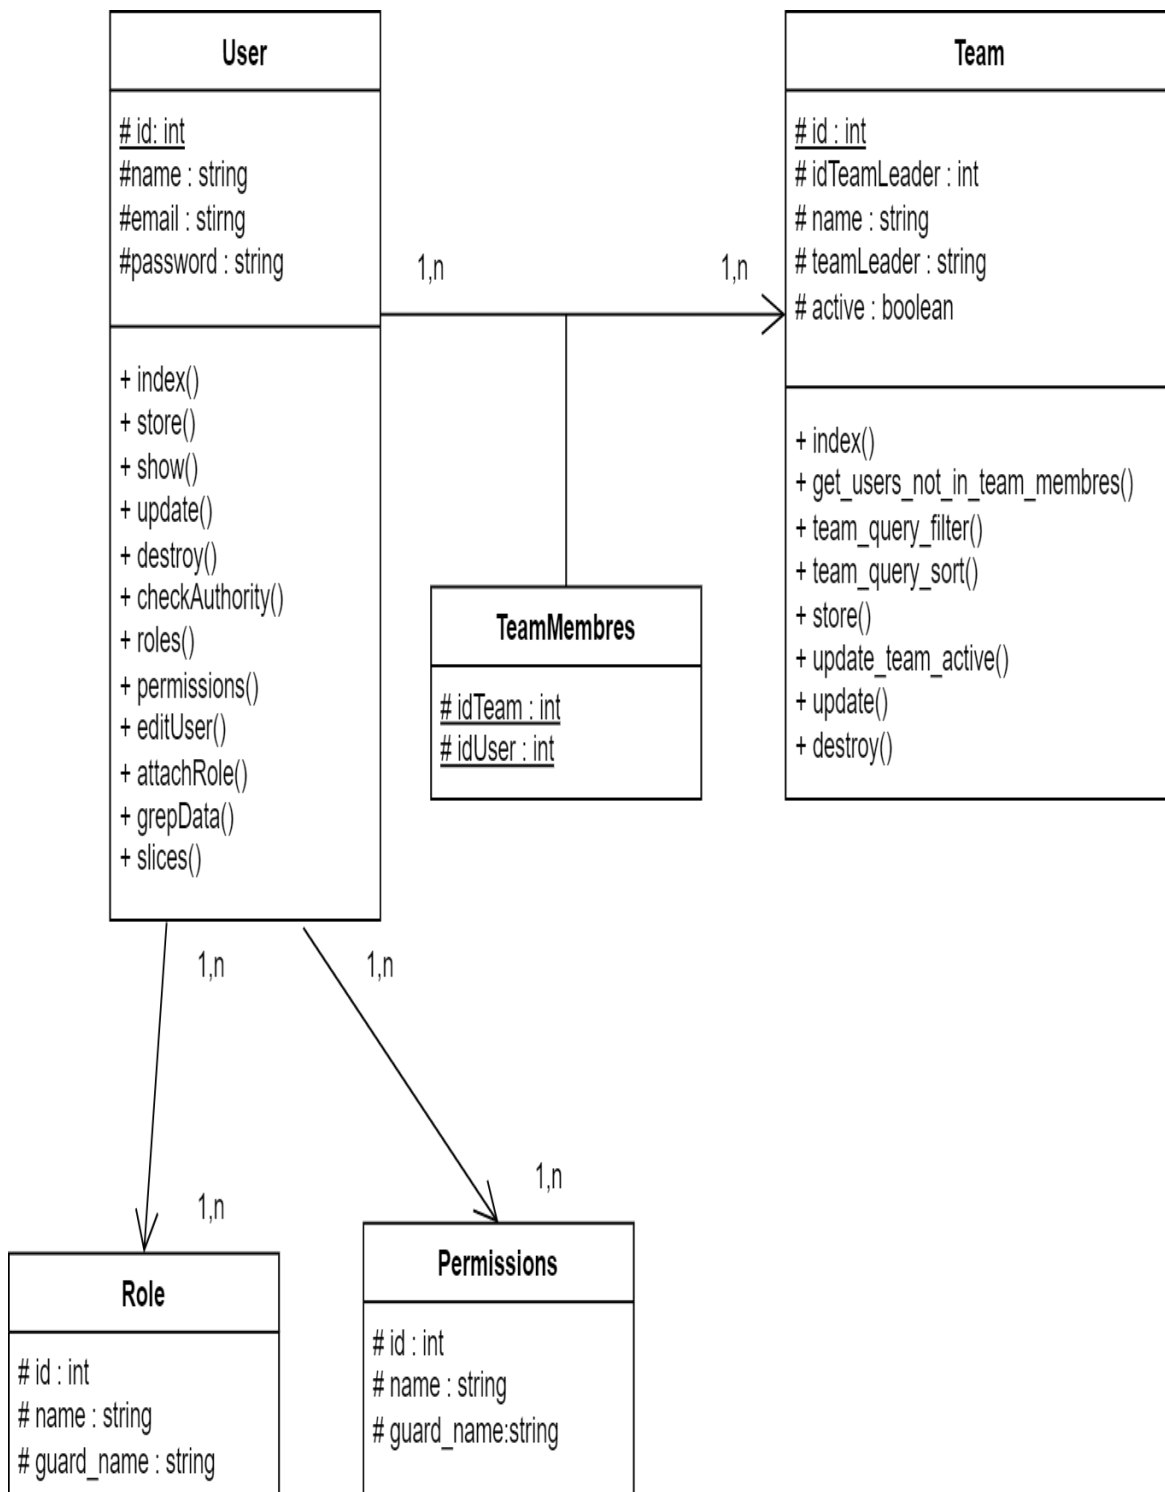 User
# id: int
#name : string
#email : stirng
#password : string
+ index()
+ store()
+ show()
+ update()
+ destroy()
+ checkAuthority()
+ roles()
+ permissions()
+ editUser()
+ attachRole()
+ grepData()
+ slices()
1,n
1,n
Team
# id : int
# idTeamLeader : int
# name : string
# teamLeader : string
# active : boolean
+ index()
+ get_users_not_in_team_membres()
+ team_query_filter()
+ team_query_sort()
+ store()
+ update_team_active()
+ update()
+ destroy()
TeamMembres
# idTeam : int
# idUser : int
1,n
1,n
1,n
1,n
Role
# id : int
# name : string
# guard_name : string
Permissions
# id : int
# name : string
# guard_name:string